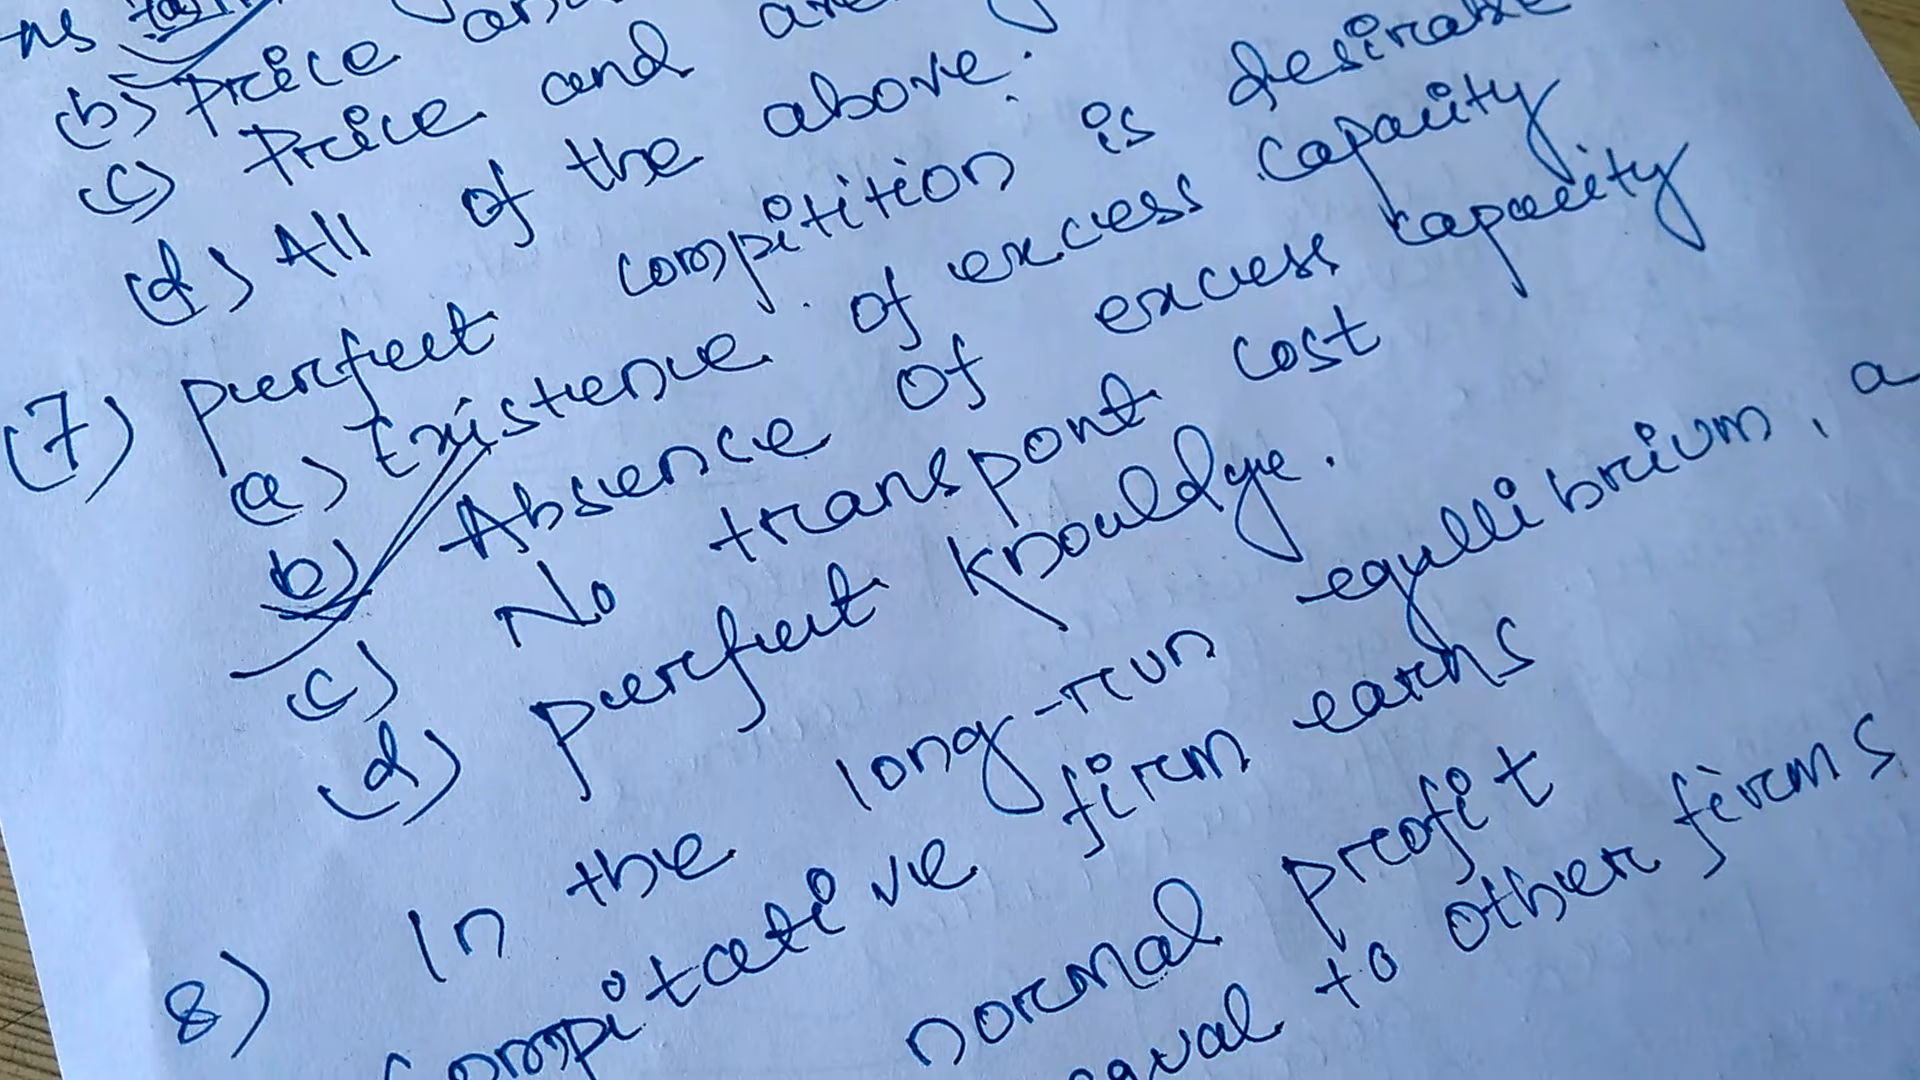 (b) Price
(c) Price and
(d) All of the above.
(7) perfect compitition is desirable
(a) Existence of excess capacity
b) Absence of excess capacity
(c) No transport cost
(d) perfect knouldge.
8) In the long-run equllibrium, a
compitative firm earns
normal profit
equal to other firms